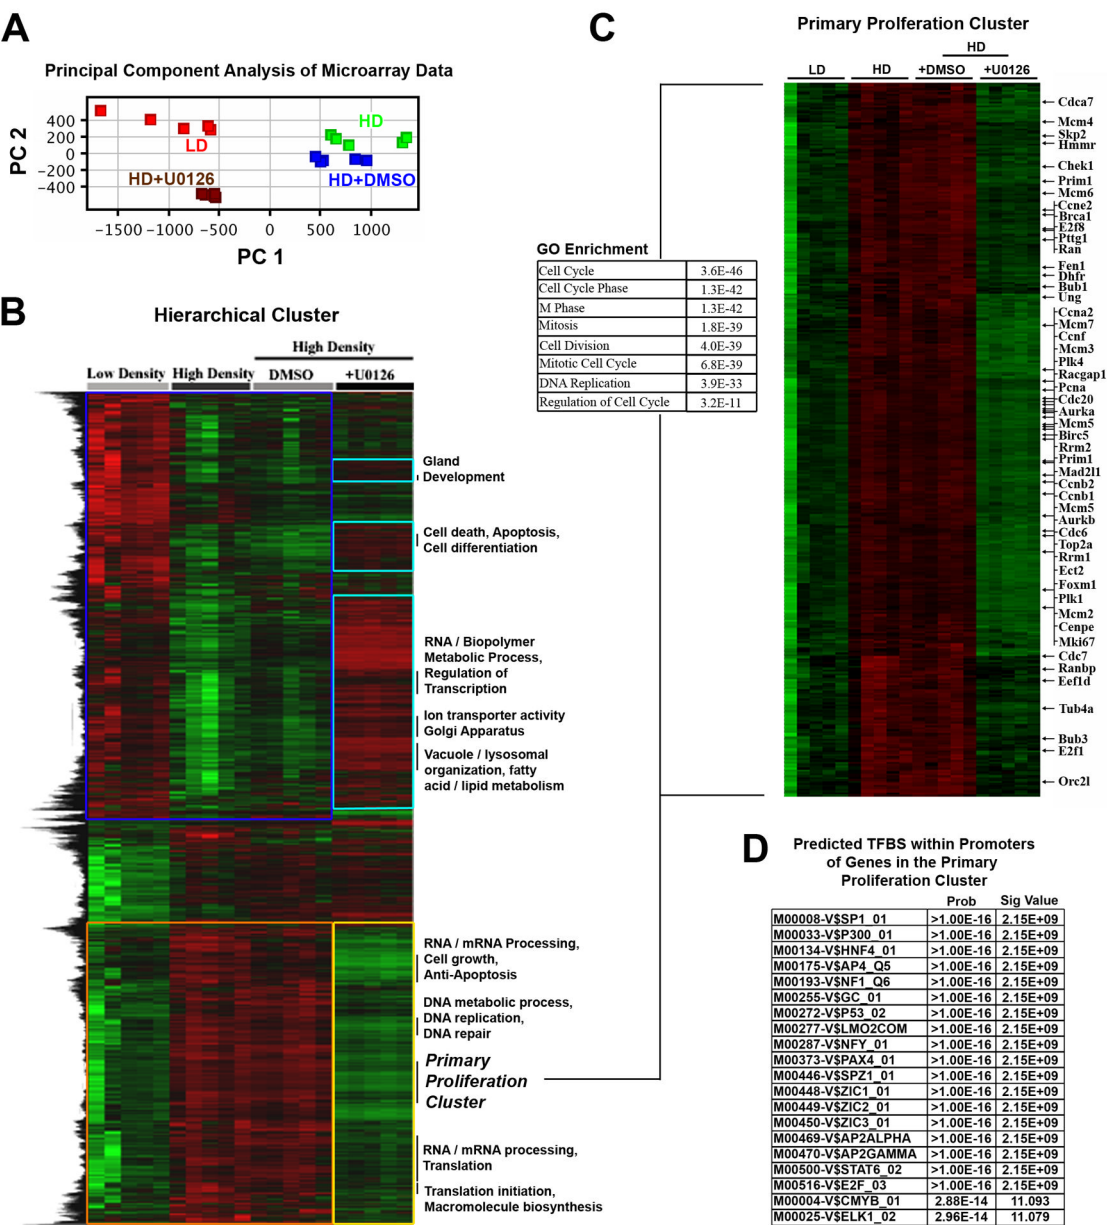 A
Principal Component Analysis of Microarray Data
PC 2
400
200
0
−200
−400
LD
HD
HD+U0126
HD+DMSO
−1500 −1000 −500 0 500 1000
PC 1
B
Hierarchical Cluster
High Density
Low Density High Density DMSO +U0126
Gland
Development
Cell death, Apoptosis,
Cell differentiation
RNA / Biopolymer
Metabolic Process,
Regulation of
Transcription
Ion transporter activity
Golgi Apparatus
Vacuole / lysosomal
organization, fatty
acid / lipid metabolism
RNA / mRNA Processing,
Cell growth,
Anti-Apoptosis
DNA metabolic process,
DNA replication,
DNA repair
Primary
Proliferation
Cluster
RNA / mRNA processing,
Translation
Translation initiation,
Macromolecule biosynthesis
GO Enrichment
Cell Cycle 3.6E-46
Cell Cycle Phase 1.3E-42
M Phase 1.3E-42
Mitosis 1.8E-39
Cell Division 4.0E-39
Mitotic Cell Cycle 6.8E-39
DNA Replication 3.9E-33
Regulation of Cell Cycle 3.2E-11
C
Primary Prolferation Cluster
HD
LD HD +DMSO +U0126
Cdca7
Mcm4
Skp2
Hmmr
Chek1
Prim1
Mcm6
Ccne2
Brca1
E2f8
Pttg1
Ran
Fen1
Dhfr
Bub1
Ung
Ccna2
Mcm7
Ccnf
Mcm3
Plk4
Racgap1
Pcna
Cdc20
Aurka
Mcm5
Birc5
Rrm2
Prim1
Mad2l1
Ccnb2
Ccnb1
Mcm5
Aurkb
Cdc6
Top2a
Rrm1
Ect2
Foxm1
Plk1
Mcm2
Cenpe
Mki67
Cdc7
Ranbp
Eef1d
Tub4a
Bub3
E2f1
Orc2l
D
Predicted TFBS within Promoters
of Genes in the Primary
Proliferation Cluster
Prob Sig Value
M00008-V$SP1_01 >1.00E-16 2.15E+09
M00033-V$P300_01 >1.00E-16 2.15E+09
M00134-V$HNF4_01 >1.00E-16 2.15E+09
M00175-V$AP4_Q5 >1.00E-16 2.15E+09
M00193-V$NF1_Q6 >1.00E-16 2.15E+09
M00255-V$GC_01 >1.00E-16 2.15E+09
M00272-V$P53_02 >1.00E-16 2.15E+09
M00277-V$LMO2COM >1.00E-16 2.15E+09
M00287-V$NFY_01 >1.00E-16 2.15E+09
M00373-V$PAX4_01 >1.00E-16 2.15E+09
M00446-V$SPZ1_01 >1.00E-16 2.15E+09
M00448-V$ZIC1_01 >1.00E-16 2.15E+09
M00449-V$ZIC2_01 >1.00E-16 2.15E+09
M00450-V$ZIC3_01 >1.00E-16 2.15E+09
M00469-V$AP2ALPHA >1.00E-16 2.15E+09
M00470-V$AP2GAMMA >1.00E-16 2.15E+09
M00500-V$STAT6_02 >1.00E-16 2.15E+09
M00516-V$E2F_03 >1.00E-16 2.15E+09
M00004-V$CMYB_01 2.88E-14 11.093
M00025-V$ELK1_02 2.96E-14 11.079